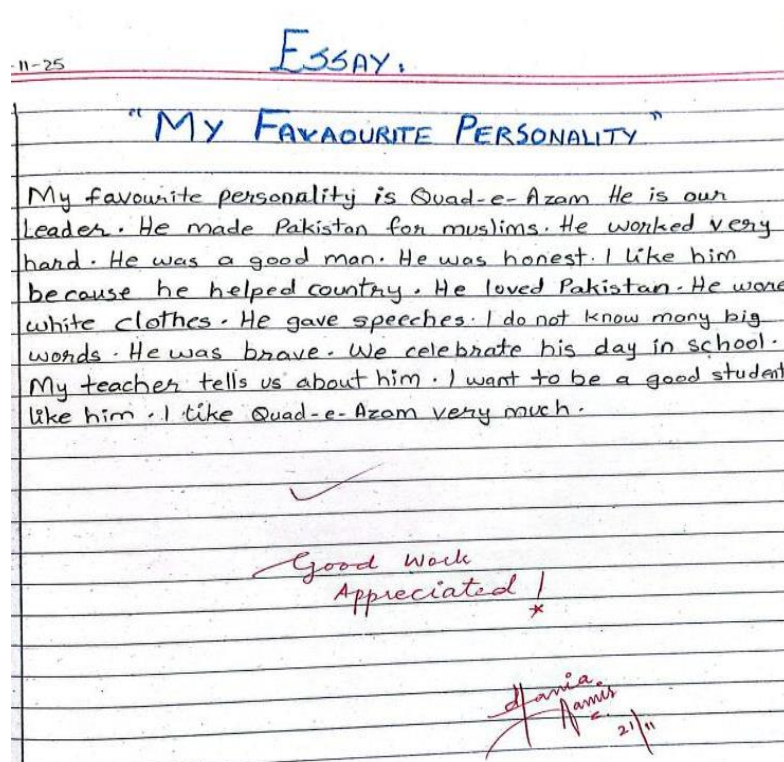 -11-25
ESSAY.
"MY FAVAOURITE PERSONALITY"
My favourite personality is Quad-e-Azam He is our
Leader. He made Pakistan for muslims. He worked very
hard. He was a good man. He was honest. I like him
because he helped country. He loved Pakistan. He wore
white clothes. He gave speeches. I do not know many big
words. He was brave. We celebrate his day in school.
My teacher tells us about him. I want to be a good student
like him. I like Quad-e-Azam very much.
Good Work
Appreciated!
Hania
21/11